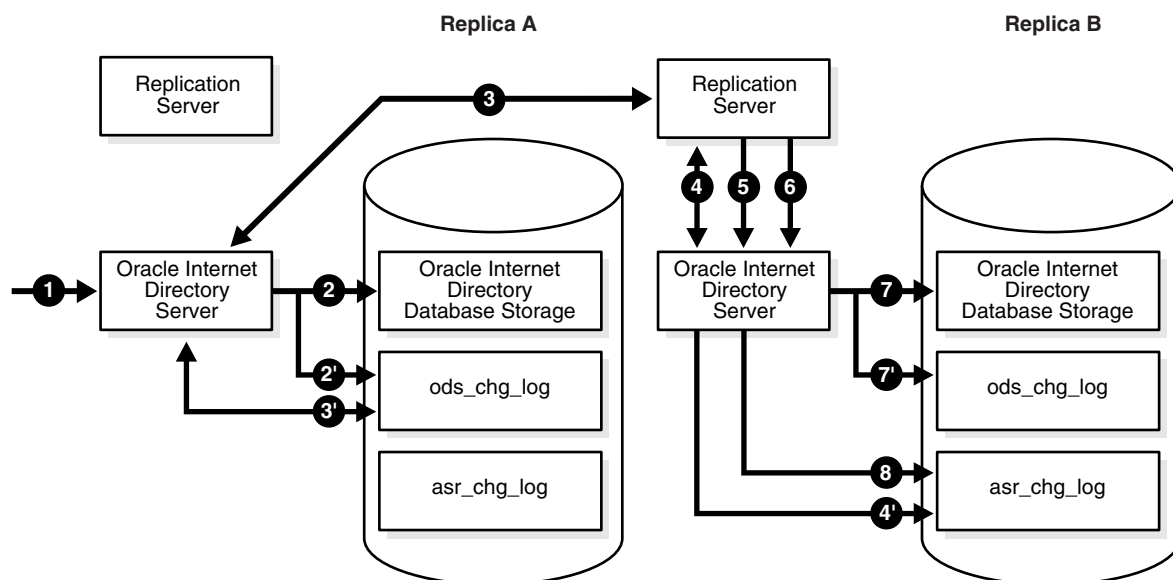 Replica A
Replica B
Replication
Server
3
Replication
Server
4
5
6
1
Oracle Internet
Directory
Server
2
Oracle Internet
Directory
Database Storage
Oracle Internet
Directory
Server
7
Oracle Internet
Directory
Database Storage
2'
ods_chg_log
3'
7'
ods_chg_log
asr_chg_log
8
asr_chg_log
4'